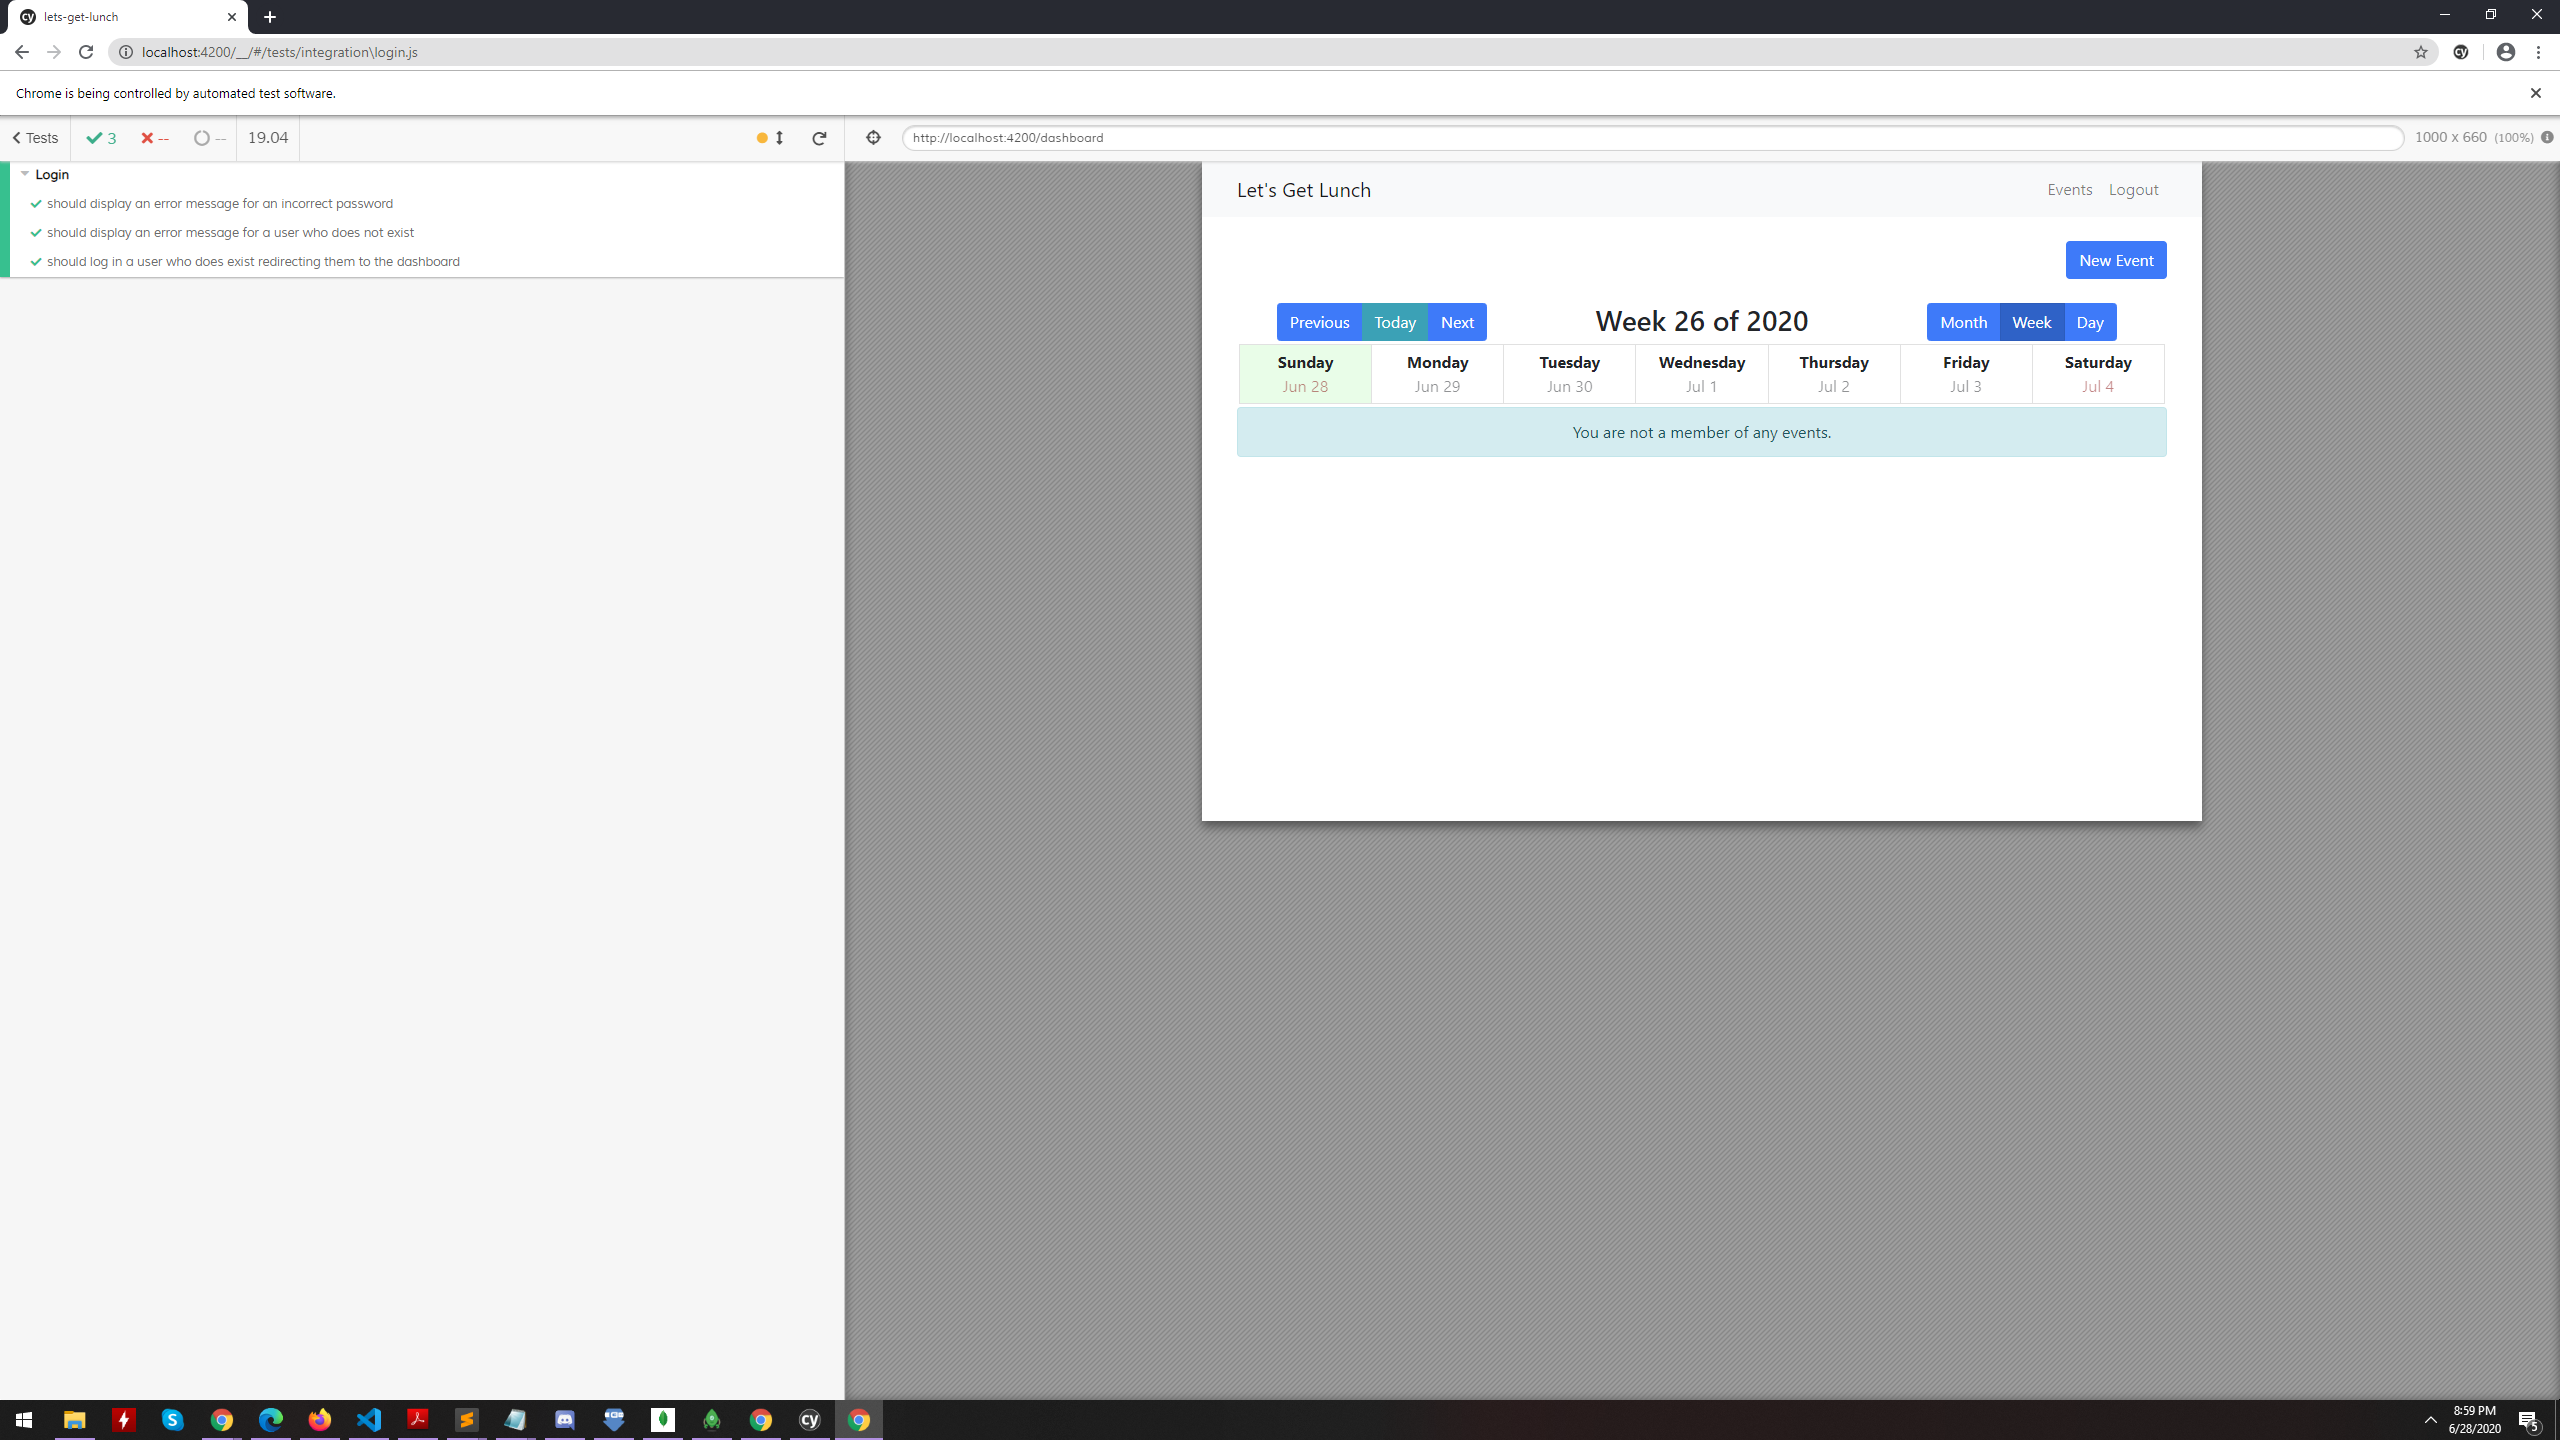 cy lets-get-lunch
localhost:4200/__/#/tests/integration\login.js
cy
Chrome is being controlled by automated test software.
Tests 3 -- -- 19.04
http://localhost:4200/dashboard 1000 x 660 (100%)
Login
should display an error message for an incorrect password
should display an error message for a user who does not exist
should log in a user who does exist redirecting them to the dashboard
Let's Get Lunch Events Logout
New Event
Previous Today Next Week 26 of 2020 Month Week Day
Sunday Monday Tuesday Wednesday Thursday Friday Saturday
Jun 28 Jun 29 Jun 30 Jul 1 Jul 2 Jul 3 Jul 4
You are not a member of any events.
cy
8:59 PM
6/28/2020
5